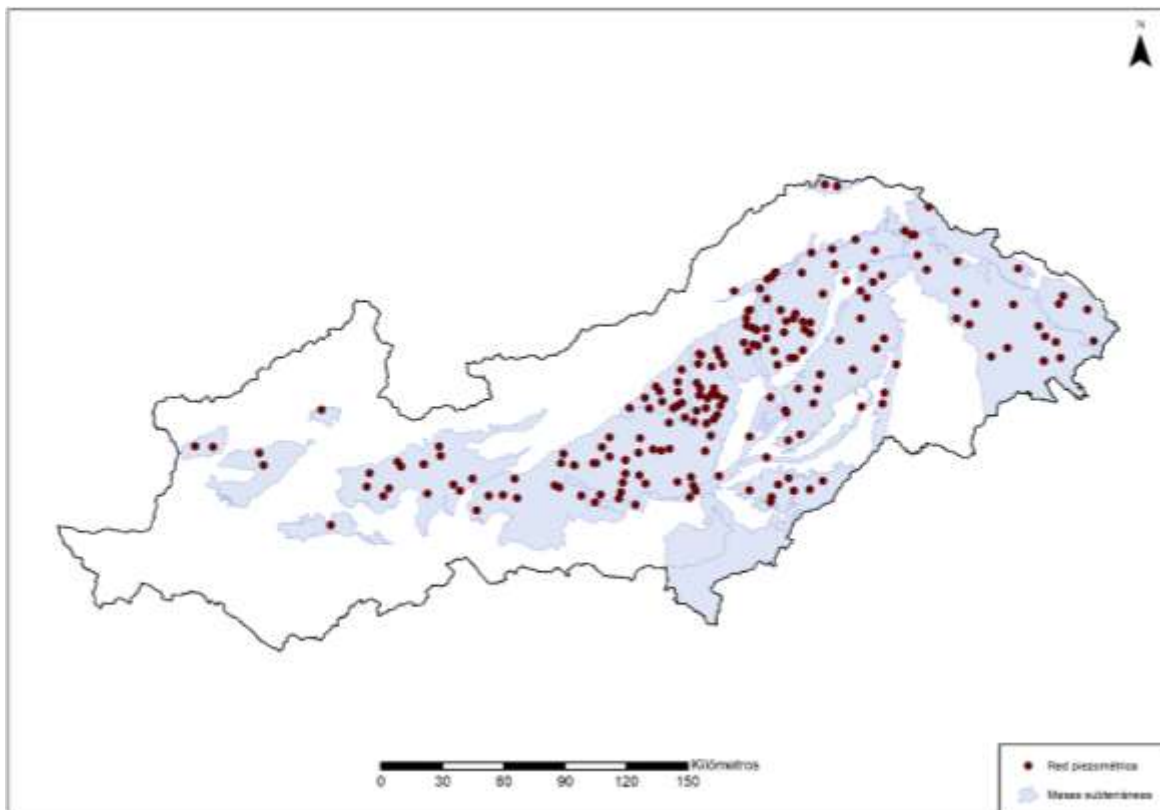 N
Kilómetros
0 30 60 90 120 150
Red piezométrica
Masas subterráneas